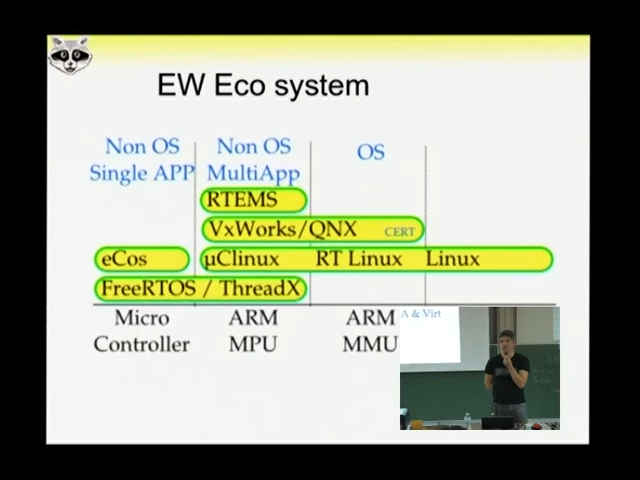 EW Eco system
Non OS
Single APP
Non OS
MultiApp
OS
RTEMS
VxWorks/QNX CERT
eCos
µClinux RT Linux Linux
FreeRTOS / ThreadX
Micro
Controller
ARM
MPU
ARM
MMU
A & Virt